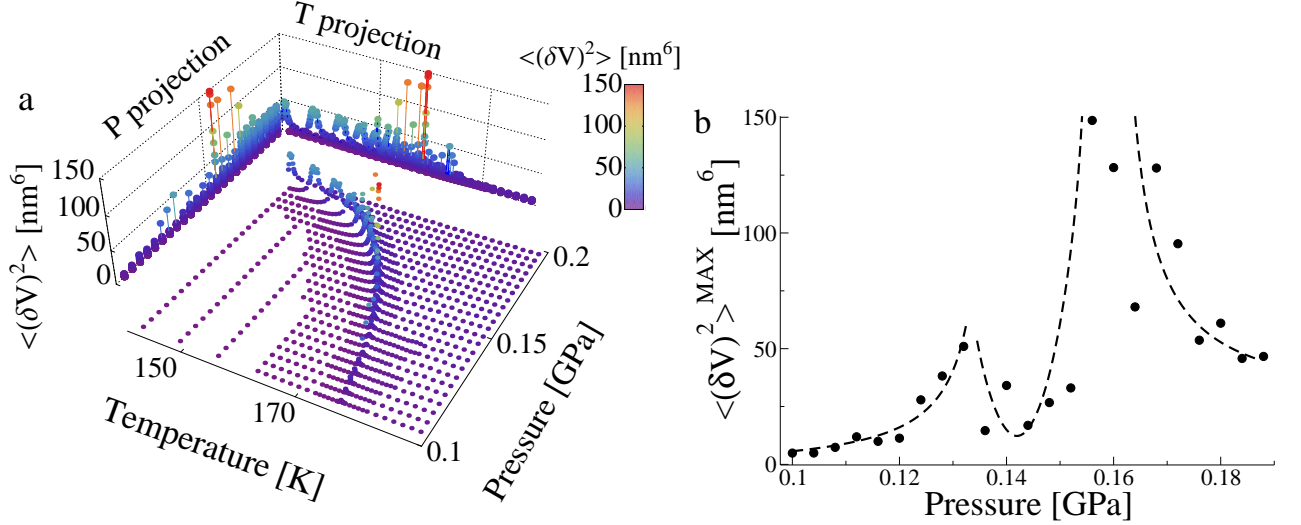 a
P projection
T projection
<(δV)²> [nm⁶]
150
100
50
0
<(δV)²> [nm⁶]
150
100
50
0
150
170
Temperature [K]
0.1
0.15
0.2
Pressure [GPa]
b
<(δV)²>ᴹᴬˣ [nm⁶]
150
100
50
0
0.1
0.12
0.14
0.16
0.18
Pressure [GPa]